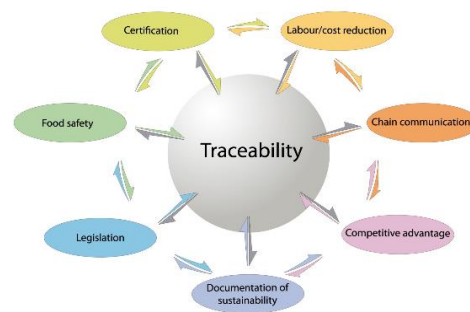 Certification
Labour/cost reduction
Food safety
Traceability
Chain communication
Legislation
Competitive advantage
Documentation of
sustainability